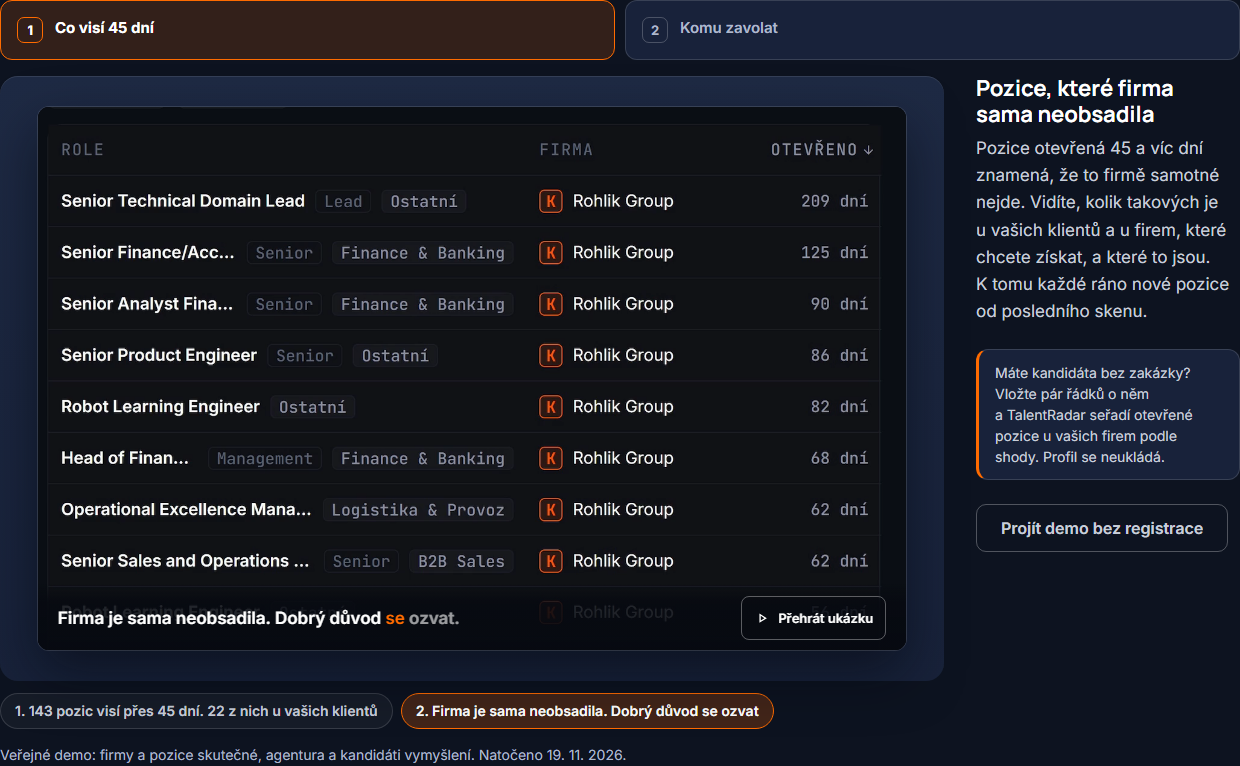 1 Co visí 45 dní
2 Komu zavolat
ROLE FIRMA OTEVŘENO ↓
Senior Technical Domain Lead Lead Ostatní K Rohlik Group 209 dní
Senior Finance/Acc... Senior Finance & Banking K Rohlik Group 125 dní
Senior Analyst Fina... Senior Finance & Banking K Rohlik Group 90 dní
Senior Product Engineer Senior Ostatní K Rohlik Group 86 dní
Robot Learning Engineer Ostatní K Rohlik Group 82 dní
Head of Finan... Management Finance & Banking K Rohlik Group 68 dní
Operational Excellence Mana... Logistika & Provoz K Rohlik Group 62 dní
Senior Sales and Operations ... Senior B2B Sales K Rohlik Group 62 dní
Robot Learning Engineer K Rohlik Group
Firma je sama neobsadila. Dobrý důvod se ozvat.
Přehrát ukázku
1. 143 pozic visí přes 45 dní. 22 z nich u vašich klientů
2. Firma je sama neobsadila. Dobrý důvod se ozvat
Veřejné demo: firmy a pozice skutečné, agentura a kandidáti vymyšlení. Natočeno 19. 11. 2026.
Pozice, které firma
sama neobsadila
Pozice otevřená 45 a víc dní
znamená, že to firmě samotné
nejde. Vidíte, kolik takových je
u vašich klientů a u firem, které
chcete získat, a které to jsou.
K tomu každé ráno nové pozice
od posledního skenu.
Máte kandidáta bez zakázky?
Vložte pár řádků o něm
a TalentRadar seřadí otevřené
pozice u vašich firem podle
shody. Profil se neukládá.
Projít demo bez registrace